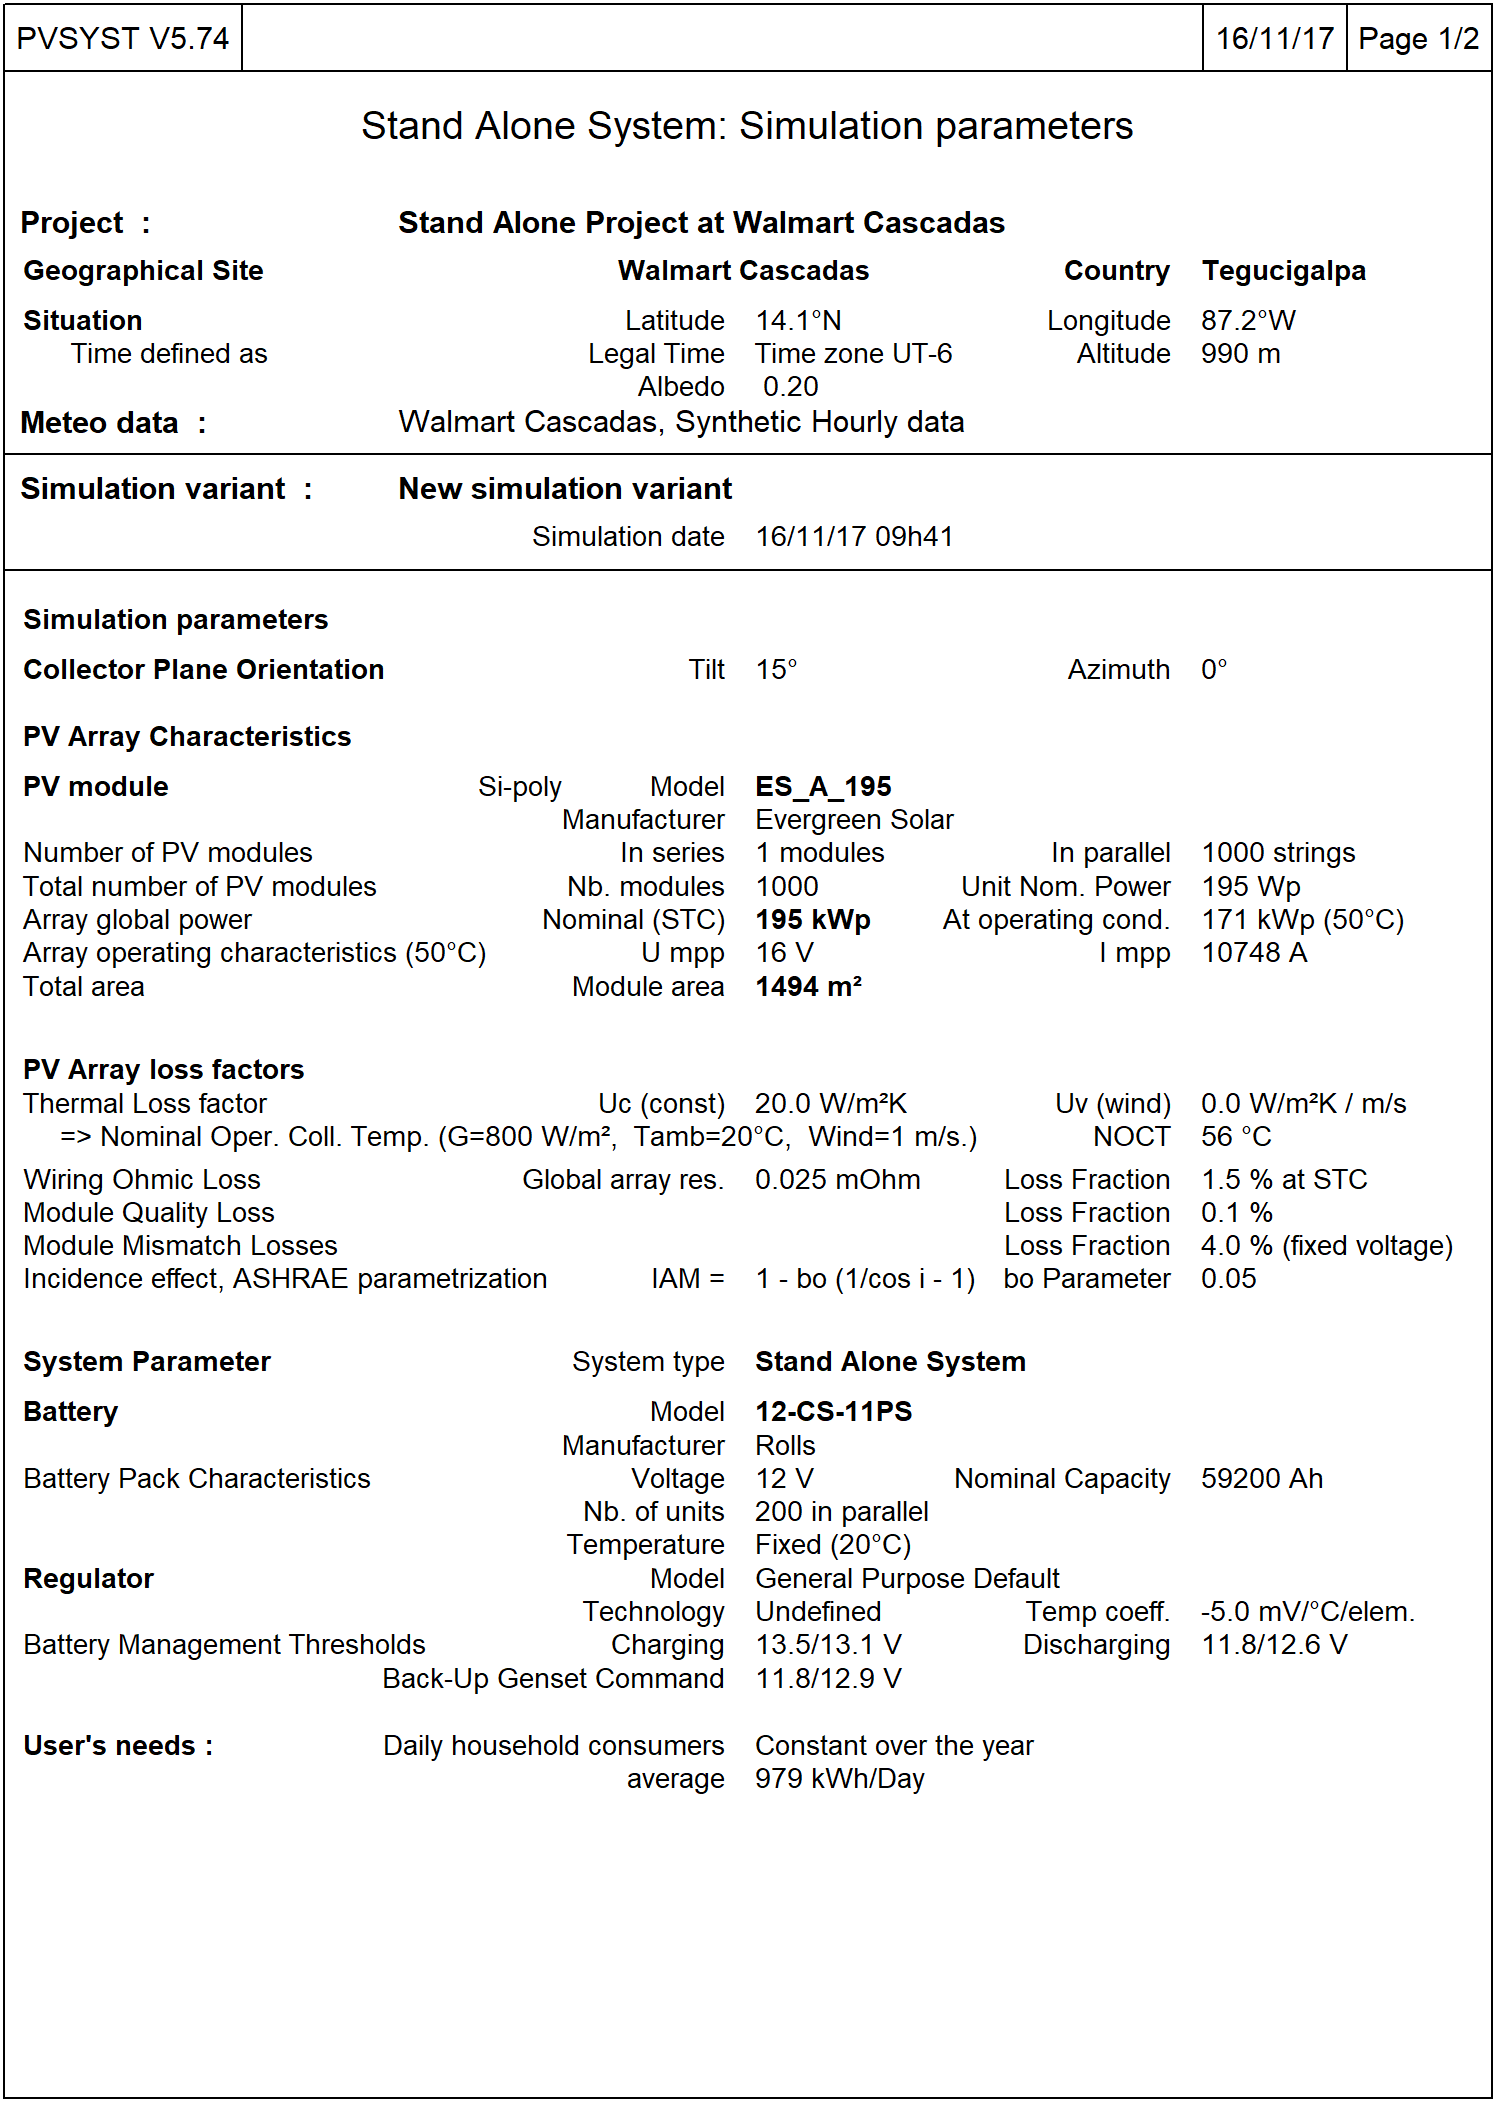 PVSYST V5.74 16/11/17 Page 1/2
Stand Alone System: Simulation parameters
Project : Stand Alone Project at Walmart Cascadas
Geographical Site Walmart Cascadas Country Tegucigalpa
Situation Latitude 14.1°N Longitude 87.2°W
Time defined as Legal Time Time zone UT-6 Altitude 990 m
Albedo 0.20
Meteo data : Walmart Cascadas, Synthetic Hourly data
Simulation variant : New simulation variant
Simulation date 16/11/17 09h41
Simulation parameters
Collector Plane Orientation Tilt 15° Azimuth 0°
PV Array Characteristics
PV module Si-poly Model ES_A_195
Manufacturer Evergreen Solar
Number of PV modules In series 1 modules In parallel 1000 strings
Total number of PV modules Nb. modules 1000 Unit Nom. Power 195 Wp
Array global power Nominal (STC) 195 kWp At operating cond. 171 kWp (50°C)
Array operating characteristics (50°C) U mpp 16 V I mpp 10748 A
Total area Module area 1494 m²
PV Array loss factors
Thermal Loss factor Uc (const) 20.0 W/m²K Uv (wind) 0.0 W/m²K / m/s
=> Nominal Oper. Coll. Temp. (G=800 W/m², Tamb=20°C, Wind=1 m/s.) NOCT 56 °C
Wiring Ohmic Loss Global array res. 0.025 mOhm Loss Fraction 1.5 % at STC
Module Quality Loss Loss Fraction 0.1 %
Module Mismatch Losses Loss Fraction 4.0 % (fixed voltage)
Incidence effect, ASHRAE parametrization IAM = 1 - bo (1/cos i - 1) bo Parameter 0.05
System Parameter System type Stand Alone System
Battery Model 12-CS-11PS
Manufacturer Rolls
Battery Pack Characteristics Voltage 12 V Nominal Capacity 59200 Ah
Nb. of units 200 in parallel
Temperature Fixed (20°C)
Regulator Model General Purpose Default
Technology Undefined Temp coeff. -5.0 mV/°C/elem.
Battery Management Thresholds Charging 13.5/13.1 V Discharging 11.8/12.6 V
Back-Up Genset Command 11.8/12.9 V
User's needs : Daily household consumers Constant over the year
average 979 kWh/Day